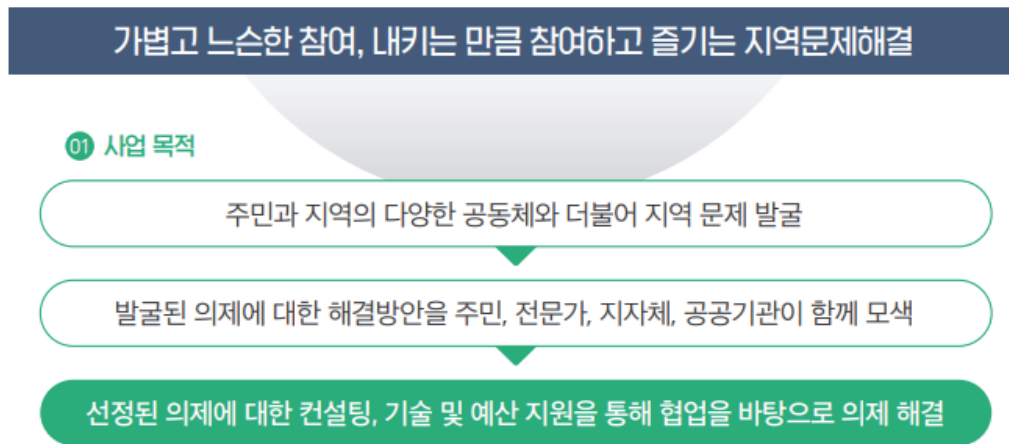 가볍고 느슨한 참여, 내키는 만큼 참여하고 즐기는 지역문제해결
01 사업 목적
주민과 지역의 다양한 공동체와 더불어 지역 문제 발굴
발굴된 의제에 대한 해결방안을 주민, 전문가, 지자체, 공공기관이 함께 모색
선정된 의제에 대한 컨설팅, 기술 및 예산 지원을 통해 협업을 바탕으로 의제 해결